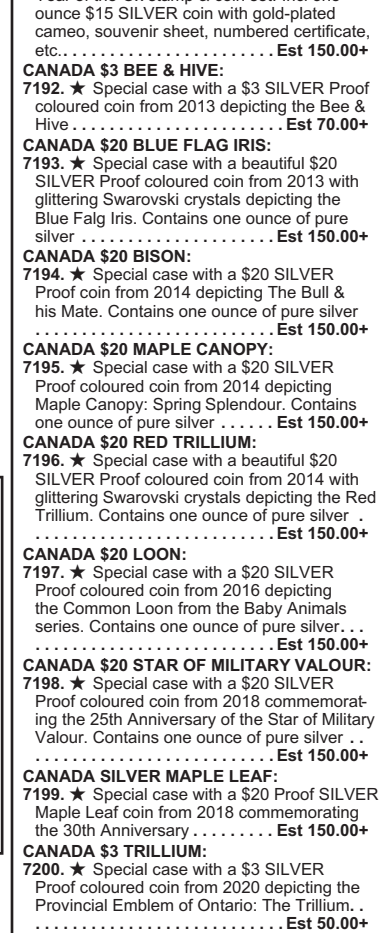 ounce $15 SILVER coin with gold-plated
cameo, souvenir sheet, numbered certificate,
etc.. . . . . . . . . . . . . . . . . . . . . . . Est 150.00+
CANADA $3 BEE & HIVE:
7192. ★ Special case with a $3 SILVER Proof
coloured coin from 2013 depicting the Bee &
Hive . . . . . . . . . . . . . . . . . . . . . . . Est 70.00+
CANADA $20 BLUE FLAG IRIS:
7193. ★ Special case with a beautiful $20
SILVER Proof coloured coin from 2013 with
glittering Swarovski crystals depicting the
Blue Falg Iris. Contains one ounce of pure
silver . . . . . . . . . . . . . . . . . . . . . Est 150.00+
CANADA $20 BISON:
7194. ★ Special case with a $20 SILVER
Proof coin from 2014 depicting The Bull &
his Mate. Contains one ounce of pure silver
. . . . . . . . . . . . . . . . . . . . . . . . . . Est 150.00+
CANADA $20 MAPLE CANOPY:
7195. ★ Special case with a $20 SILVER
Proof coloured coin from 2014 depicting
Maple Canopy: Spring Splendour. Contains
one ounce of pure silver . . . . . . Est 150.00+
CANADA $20 RED TRILLIUM:
7196. ★ Special case with a beautiful $20
SILVER Proof coloured coin from 2014 with
glittering Swarovski crystals depicting the Red
Trillium. Contains one ounce of pure silver .
. . . . . . . . . . . . . . . . . . . . . . . . . . Est 150.00+
CANADA $20 LOON:
7197. ★ Special case with a $20 SILVER
Proof coloured coin from 2016 depicting
the Common Loon from the Baby Animals
series. Contains one ounce of pure silver. . .
. . . . . . . . . . . . . . . . . . . . . . . . . . Est 150.00+
CANADA $20 STAR OF MILITARY VALOUR:
7198. ★ Special case with a $20 SILVER
Proof coloured coin from 2018 commemorat-
ing the 25th Anniversary of the Star of Military
Valour. Contains one ounce of pure silver . .
. . . . . . . . . . . . . . . . . . . . . . . . . . Est 150.00+
CANADA SILVER MAPLE LEAF:
7199. ★ Special case with a $20 Proof SILVER
Maple Leaf coin from 2018 commemorating
the 30th Anniversary . . . . . . . . . Est 150.00+
CANADA $3 TRILLIUM:
7200. ★ Special case with a $3 SILVER
Proof coloured coin from 2020 depicting the
Provincial Emblem of Ontario: The Trillium. .
. . . . . . . . . . . . . . . . . . . . . . . . . . . Est 50.00+